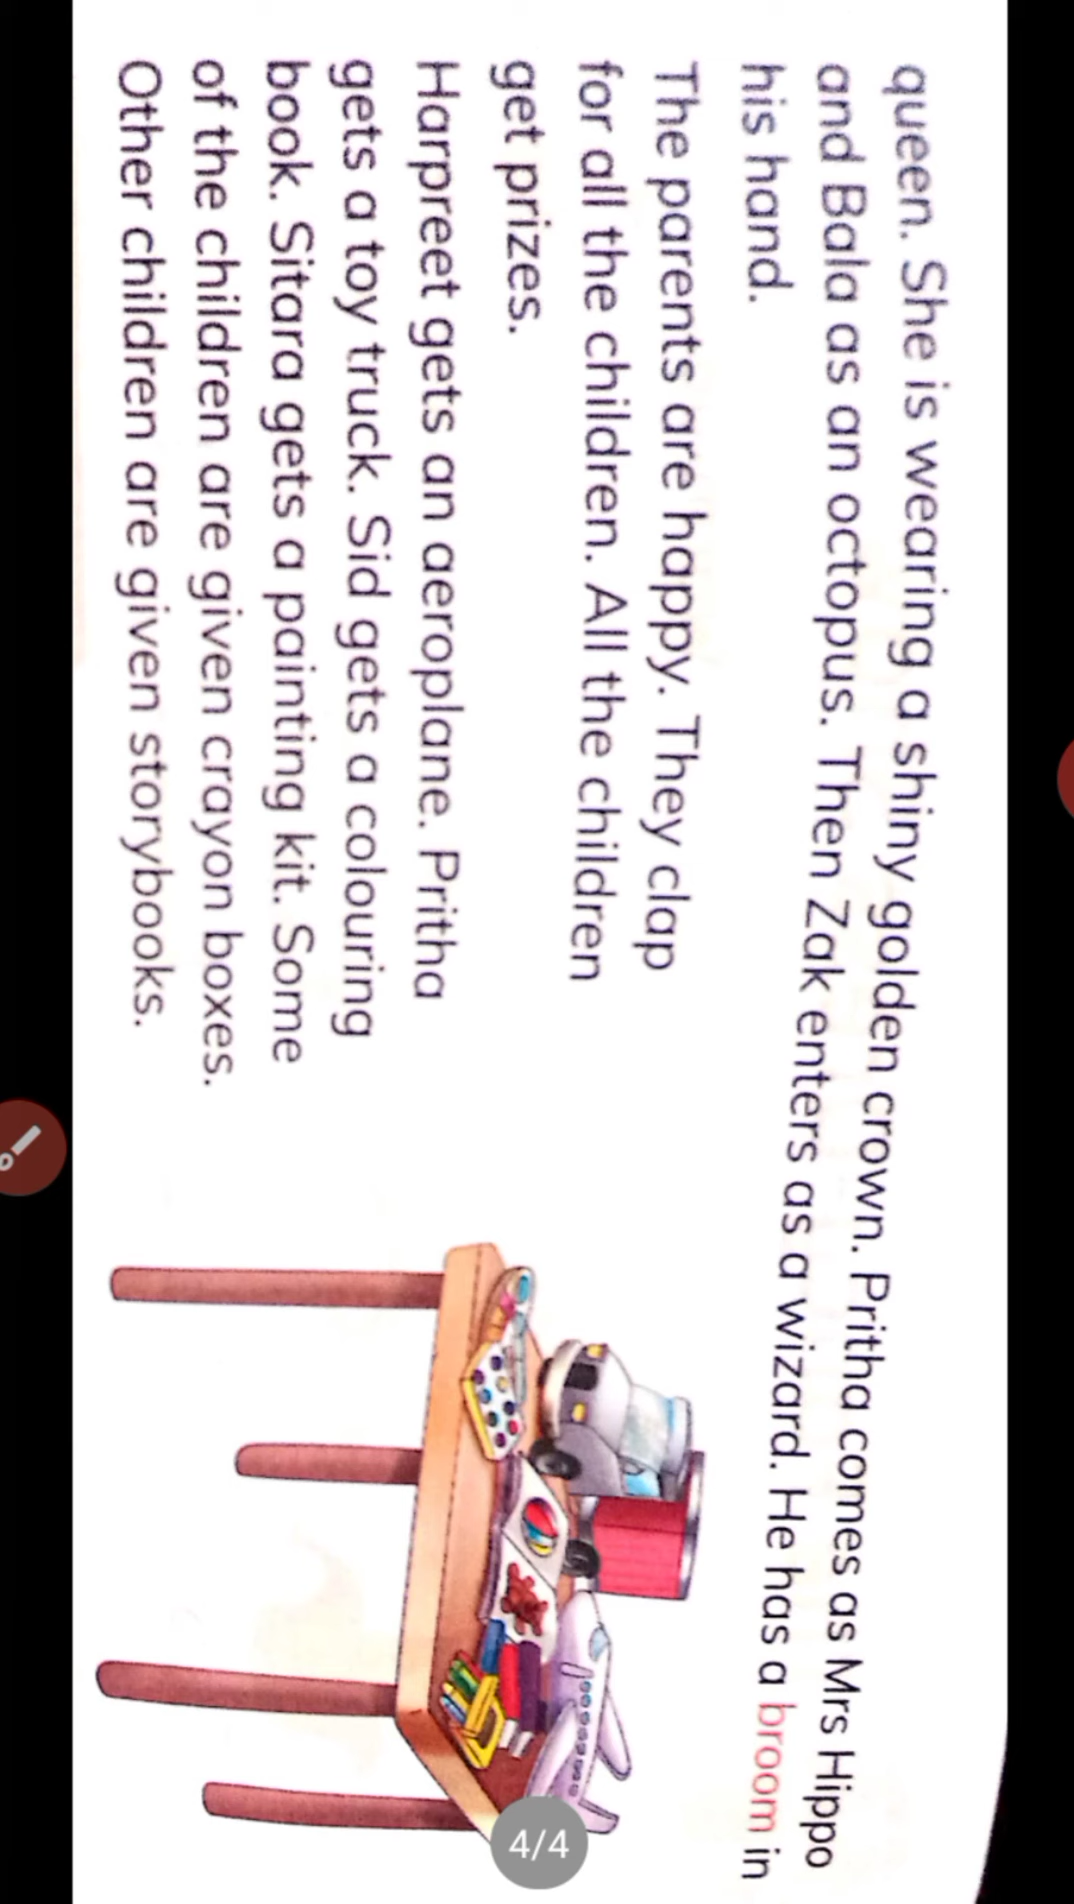 queen. She is wearing a shiny golden crown. Pritha comes as Mrs Hippo
and Bala as an octopus. Then Zak enters as a wizard. He has a broom in
his hand.
The parents are happy. They clap
for all the children. All the children
get prizes.
Harpreet gets an aeroplane. Pritha
gets a toy truck. Sid gets a colouring
book. Sitara gets a painting kit. Some
of the children are given crayon boxes.
Other children are given storybooks.
4/4